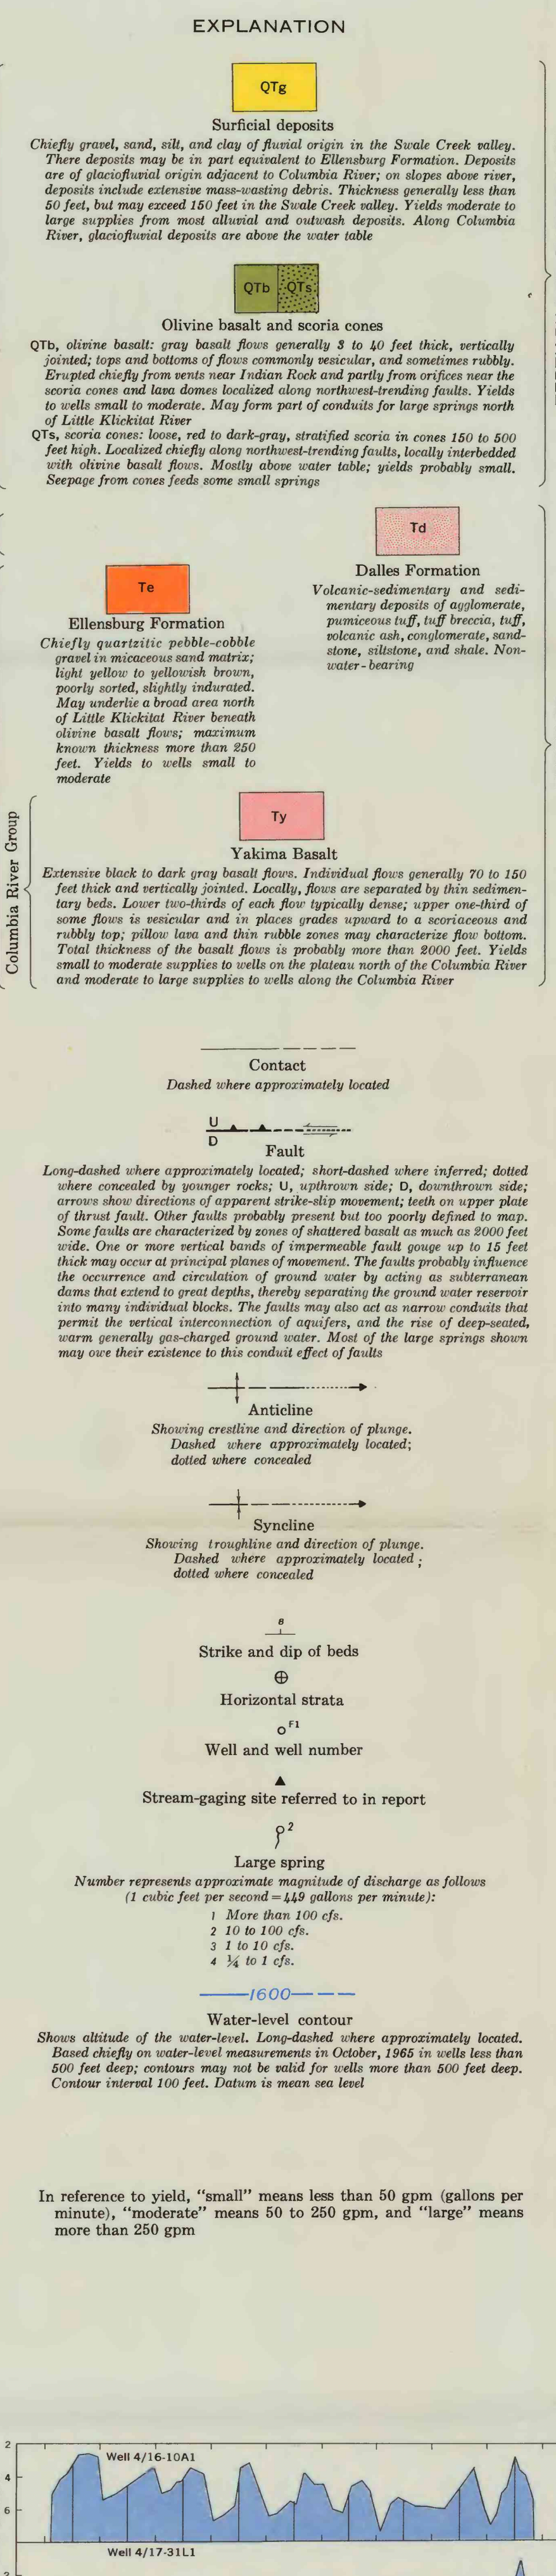 EXPLANATION
QTg
Surficial deposits
Chiefly gravel, sand, silt, and clay of fluvial origin in the Swale Creek valley.
There deposits may be in part equivalent to Ellensburg Formation. Deposits
are of glaciofluvial origin adjacent to Columbia River; on slopes above river,
deposits include extensive mass-wasting debris. Thickness generally less than
50 feet, but may exceed 150 feet in the Swale Creek valley. Yields moderate to
large supplies from most alluvial and outwash deposits. Along Columbia
River, glaciofluvial deposits are above the water table
QTb QTs
Olivine basalt and scoria cones
QTb, olivine basalt: gray basalt flows generally 3 to 40 feet thick, vertically
jointed; tops and bottoms of flows commonly vesicular, and sometimes rubbly.
Erupted chiefly from vents near Indian Rock and partly from orifices near the
scoria cones and lava domes localized along northwest-trending faults. Yields
to wells small to moderate. May form part of conduits for large springs north
of Little Klickitat River
QTs, scoria cones: loose, red to dark-gray, stratified scoria in cones 150 to 500
feet high. Localized chiefly along northwest-trending faults, locally interbedded
with olivine basalt flows. Mostly above water table; yields probably small.
Seepage from cones feeds some small springs
Td
Dalles Formation
Volcanic-sedimentary and sedi-
mentary deposits of agglomerate,
pumiceous tuff, tuff breccia, tuff,
volcanic ash, conglomerate, sand-
stone, siltstone, and shale. Non-
water-bearing
Te
Ellensburg Formation
Chiefly quartzitic pebble-cobble
gravel in micaceous sand matrix;
light yellow to yellowish brown,
poorly sorted, slightly indurated.
May underlie a broad area north
of Little Klickitat River beneath
olivine basalt flows; maximum
known thickness more than 250
feet. Yields to wells small to
moderate
Columbia River Group
Ty
Yakima Basalt
Extensive black to dark gray basalt flows. Individual flows generally 70 to 150
feet thick and vertically jointed. Locally, flows are separated by thin sedimen-
tary beds. Lower two-thirds of each flow typically dense; upper one-third of
some flows is vesicular and in places grades upward to a scoriaceous and
rubbly top; pillow lava and thin rubble zones may characterize flow bottom.
Total thickness of the basalt flows is probably more than 2000 feet. Yields
small to moderate supplies to wells on the plateau north of the Columbia River
and moderate to large supplies to wells along the Columbia River
Contact
Dashed where approximately located
U
D
Fault
Long-dashed where approximately located; short-dashed where inferred; dotted
where concealed by younger rocks; U, upthrown side; D, downthrown side;
arrows show directions of apparent strike-slip movement; teeth on upper plate
of thrust fault. Other faults probably present but too poorly defined to map.
Some faults are characterized by zones of shattered basalt as much as 2000 feet
wide. One or more vertical bands of impermeable fault gouge up to 15 feet
thick may occur at principal planes of movement. The faults probably influence
the occurrence and circulation of ground water by acting as subterranean
dams that extend to great depths, thereby separating the ground water reservoir
into many individual blocks. The faults may also act as narrow conduits that
permit the vertical interconnection of aquifers, and the rise of deep-seated,
warm generally gas-charged ground water. Most of the large springs shown
may owe their existence to this conduit effect of faults
Anticline
Showing crestline and direction of plunge.
Dashed where approximately located;
dotted where concealed
Syncline
Showing troughline and direction of plunge.
Dashed where approximately located;
dotted where concealed
8
Strike and dip of beds
Horizontal strata
F1
Well and well number
Stream-gaging site referred to in report
2
Large spring
Number represents approximate magnitude of discharge as follows
(1 cubic feet per second=449 gallons per minute):
1 More than 100 cfs.
2 10 to 100 cfs.
3 1 to 10 cfs.
4 ¼ to 1 cfs.
1600
Water-level contour
Shows altitude of the water-level. Long-dashed where approximately located.
Based chiefly on water-level measurements in October, 1965 in wells less than
500 feet deep; contours may not be valid for wells more than 500 feet deep.
Contour interval 100 feet. Datum is mean sea level
In reference to yield, “small” means less than 50 gpm (gallons per
minute), “moderate” means 50 to 250 gpm, and “large” means
more than 250 gpm
2
Well 4/16-10A1
4
6
Well 4/17-31L1